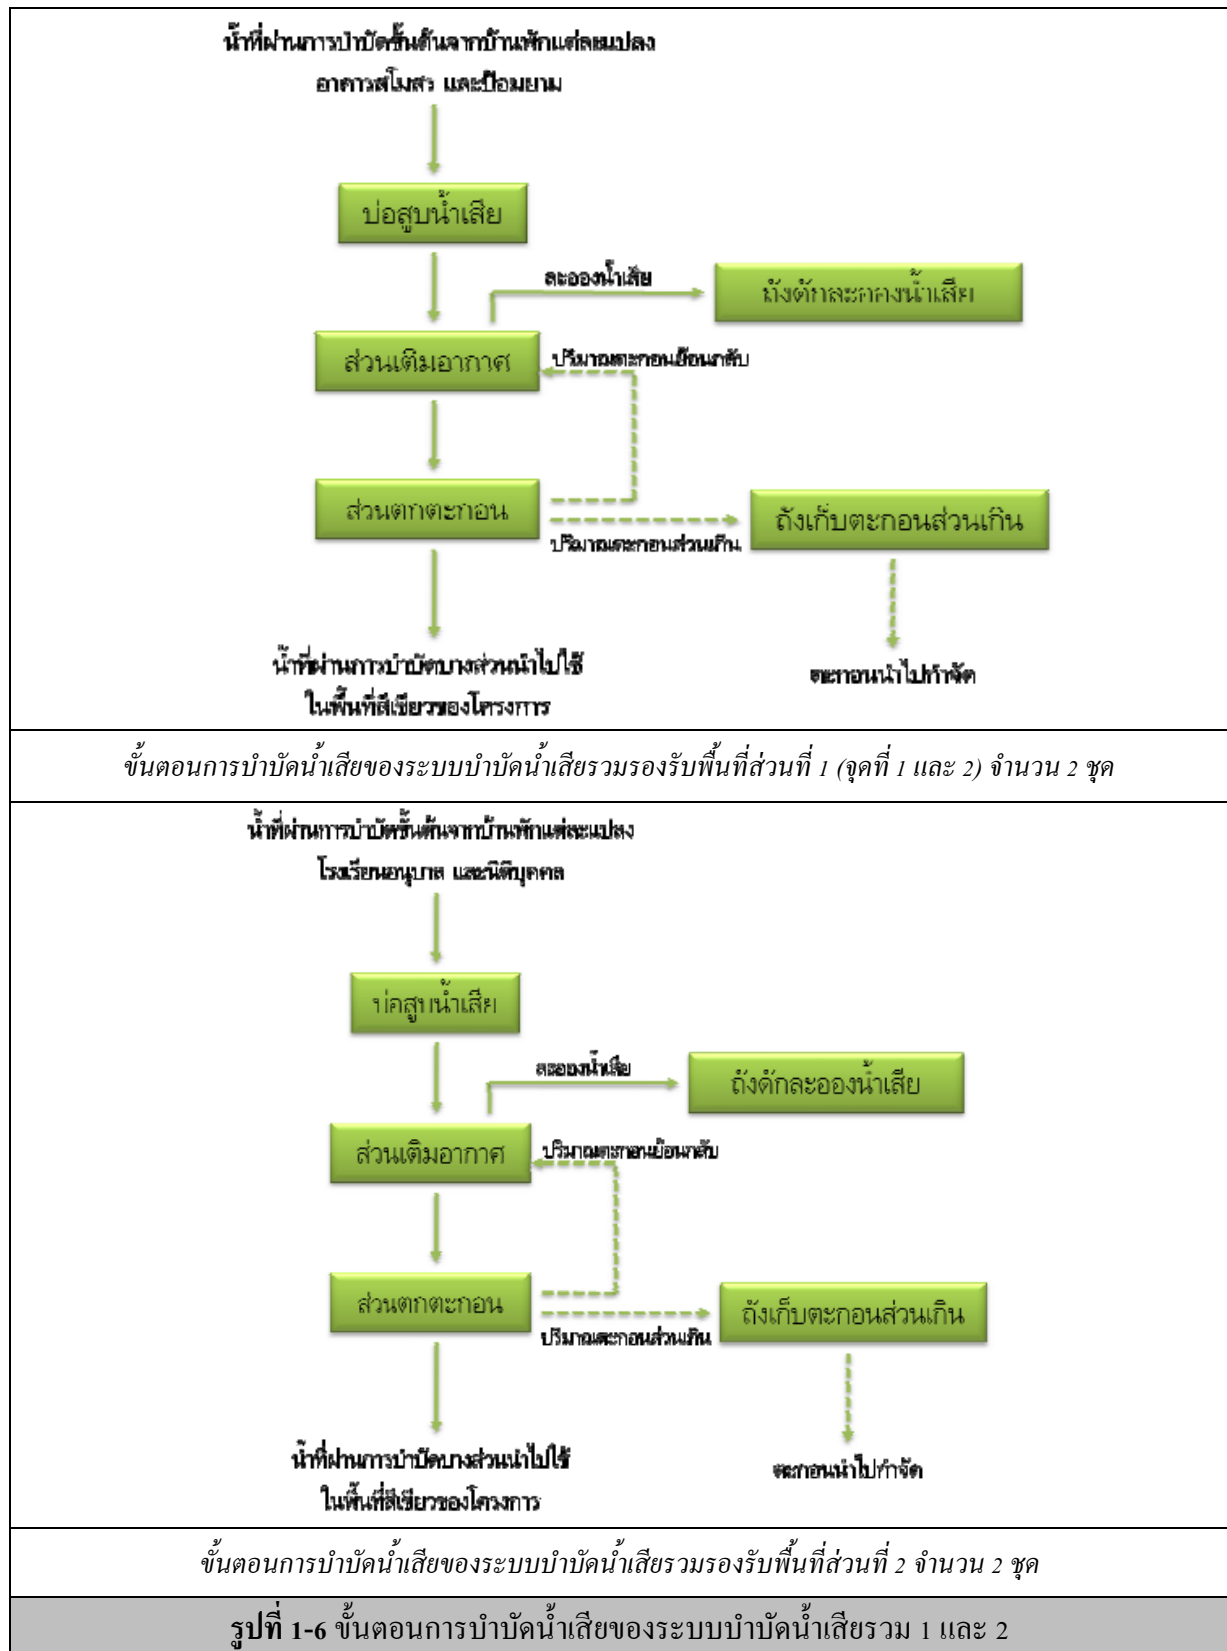 น้ำที่ผ่านการบำบัดขั้นต้นจากบ้านพักแต่ละแปลง
อาคารสโมสร และป้อมยาม
บ่อสูบน้ำเสีย
ละอองน้ำเสีย
ถังดักละอองน้ำเสีย
ส่วนเติมอากาศ
ปริมาณตะกอนย้อนกลับ
ส่วนตกตะกอน
ถังเก็บตะกอนส่วนเกิน
ปริมาณตะกอนส่วนเกิน
น้ำที่ผ่านการบำบัดบางส่วนนำไปใช้
ในพื้นที่สีเขียวของโครงการ
ตะกอนนำไปกำจัด
ขั้นตอนการบำบัดน้ำเสียของระบบบำบัดน้ำเสียรวมรองรับพื้นที่ส่วนที่ 1 (จุดที่ 1 และ 2) จำนวน 2 ชุด
น้ำที่ผ่านการบำบัดขั้นต้นจากบ้านพักแต่ละแปลง
โรงเรียนอนุบาล และนิติบุคคล
บ่อสูบน้ำเสีย
ละอองน้ำเสีย
ถังดักละอองน้ำเสีย
ส่วนเติมอากาศ
ปริมาณตะกอนย้อนกลับ
ส่วนตกตะกอน
ถังเก็บตะกอนส่วนเกิน
ปริมาณตะกอนส่วนเกิน
น้ำที่ผ่านการบำบัดบางส่วนนำไปใช้
ในพื้นที่สีเขียวของโครงการ
ตะกอนนำไปกำจัด
ขั้นตอนการบำบัดน้ำเสียของระบบบำบัดน้ำเสียรวมรองรับพื้นที่ส่วนที่ 2 จำนวน 2 ชุด
รูปที่ 1-6 ขั้นตอนการบำบัดน้ำเสียของระบบบำบัดน้ำเสียรวม 1 และ 2